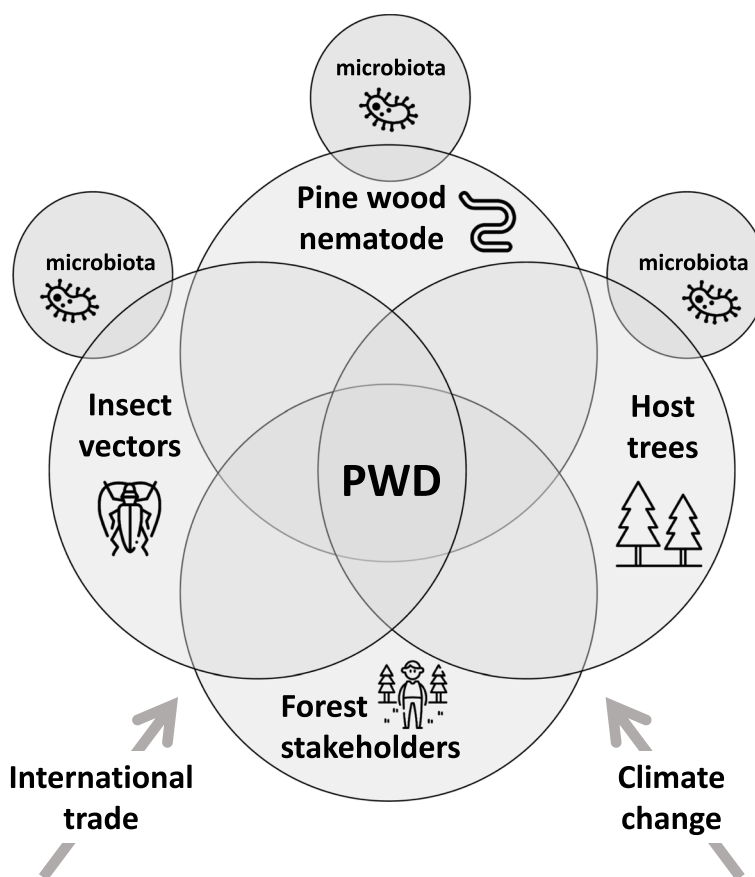 microbiota
Pine wood
nematode
microbiota
microbiota
Insect
vectors
Host
trees
PWD
Forest
stakeholders
International
trade
Climate
change